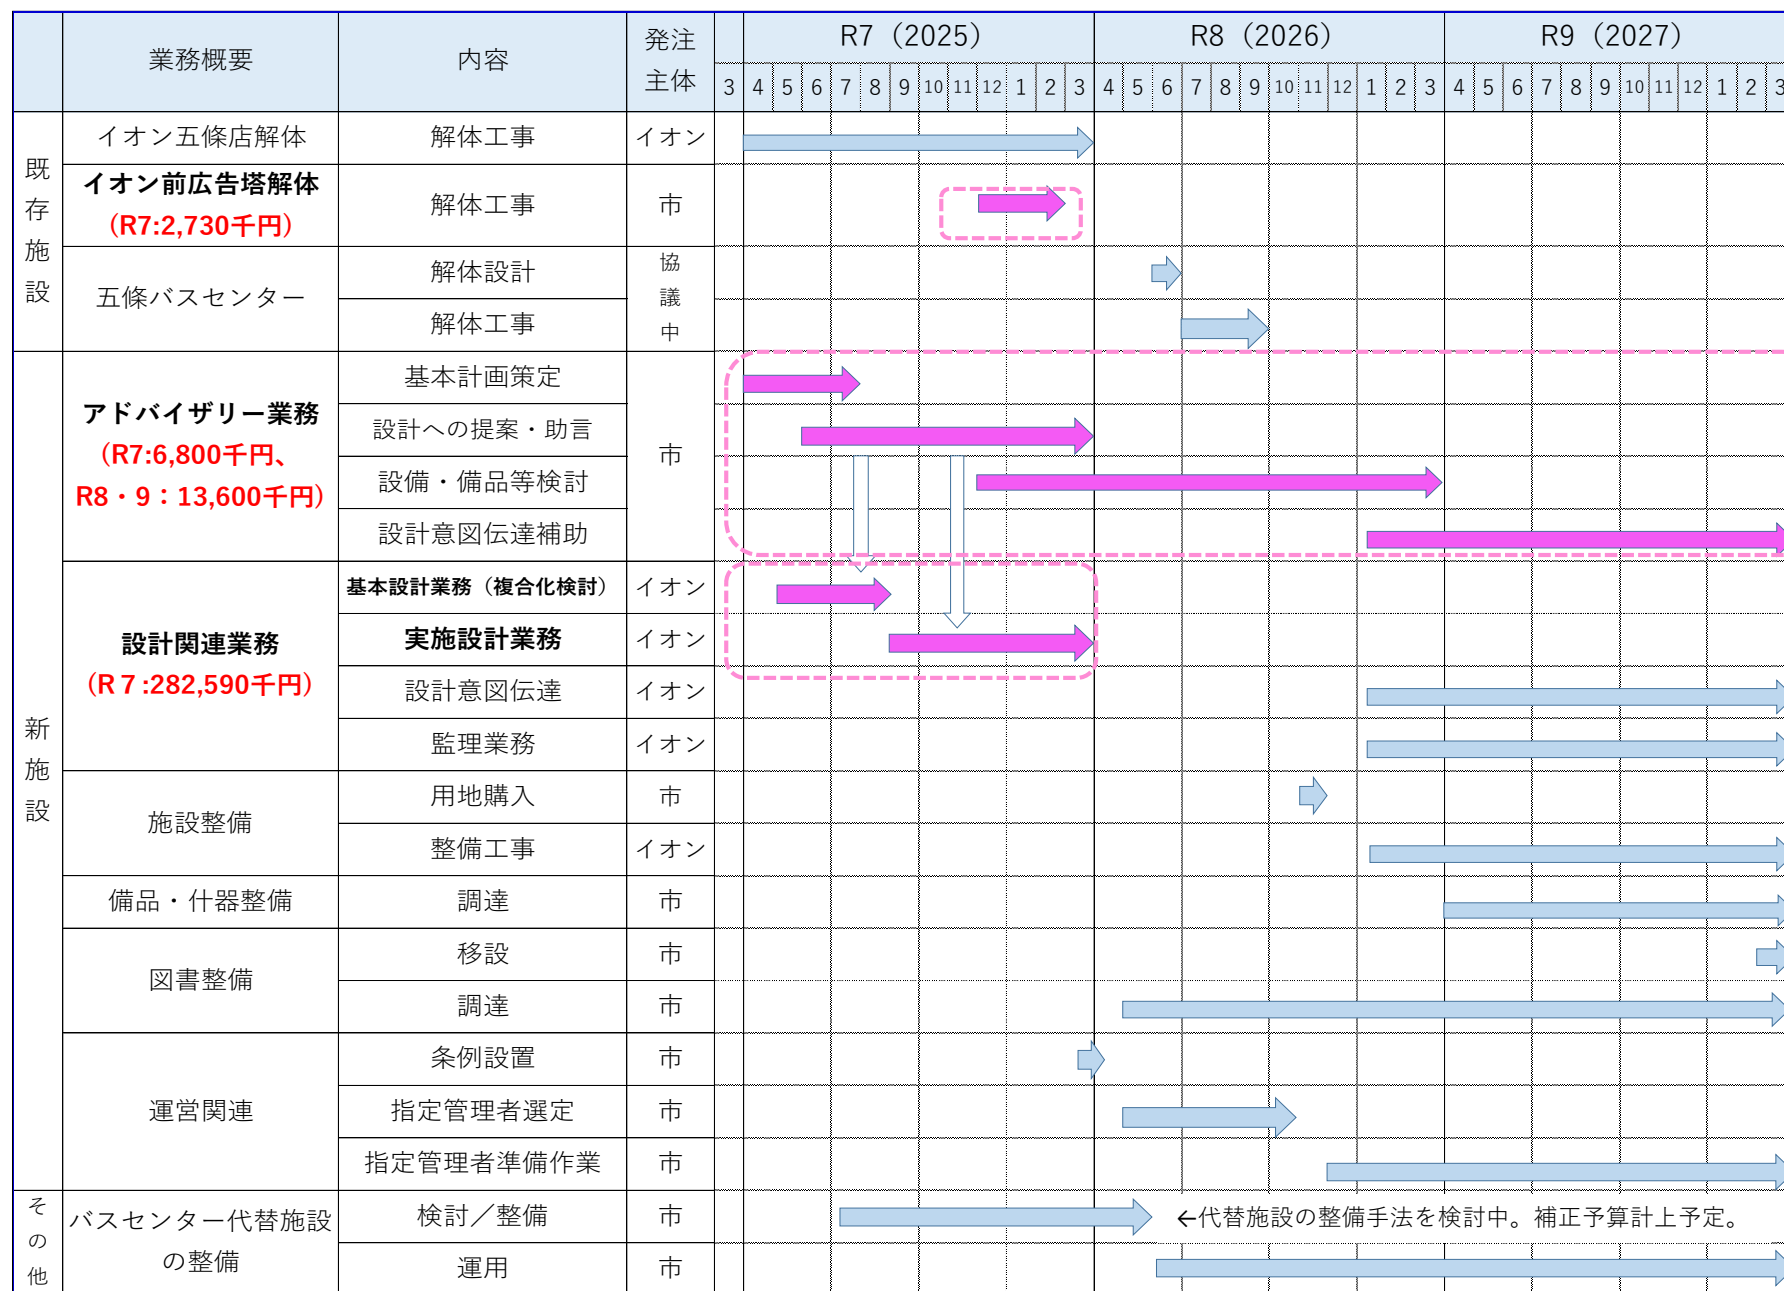 業務概要 内容 発注主体 R7（2025） R8（2026） R9（2027）
3 4 5 6 7 8 9 10 11 12 1 2 3 4 5 6 7 8 9 10 11 12 1 2 3 4 5 6 7 8 9 10 11 12 1 2 3
既存施設
イオン五條店解体 解体工事 イオン
イオン前広告塔解体
（R7:2,730千円） 解体工事 市
五條バスセンター 解体設計 協議中
解体工事
新施設
アドバイザリー業務
（R7:6,800千円、
R8・9：13,600千円） 市
基本計画策定
設計への提案・助言
設備・備品等検討
設計意図伝達補助
設計関連業務
（R７:282,590千円）
基本設計業務（複合化検討） イオン
実施設計業務 イオン
設計意図伝達 イオン
監理業務 イオン
施設整備 用地購入 市
整備工事 イオン
備品・什器整備 調達 市
図書整備 移設 市
調達 市
運営関連 条例設置 市
指定管理者選定 市
指定管理者準備作業 市
その他
バスセンター代替施設
の整備
検討／整備 市 ←代替施設の整備手法を検討中。補正予算計上予定。
運用 市